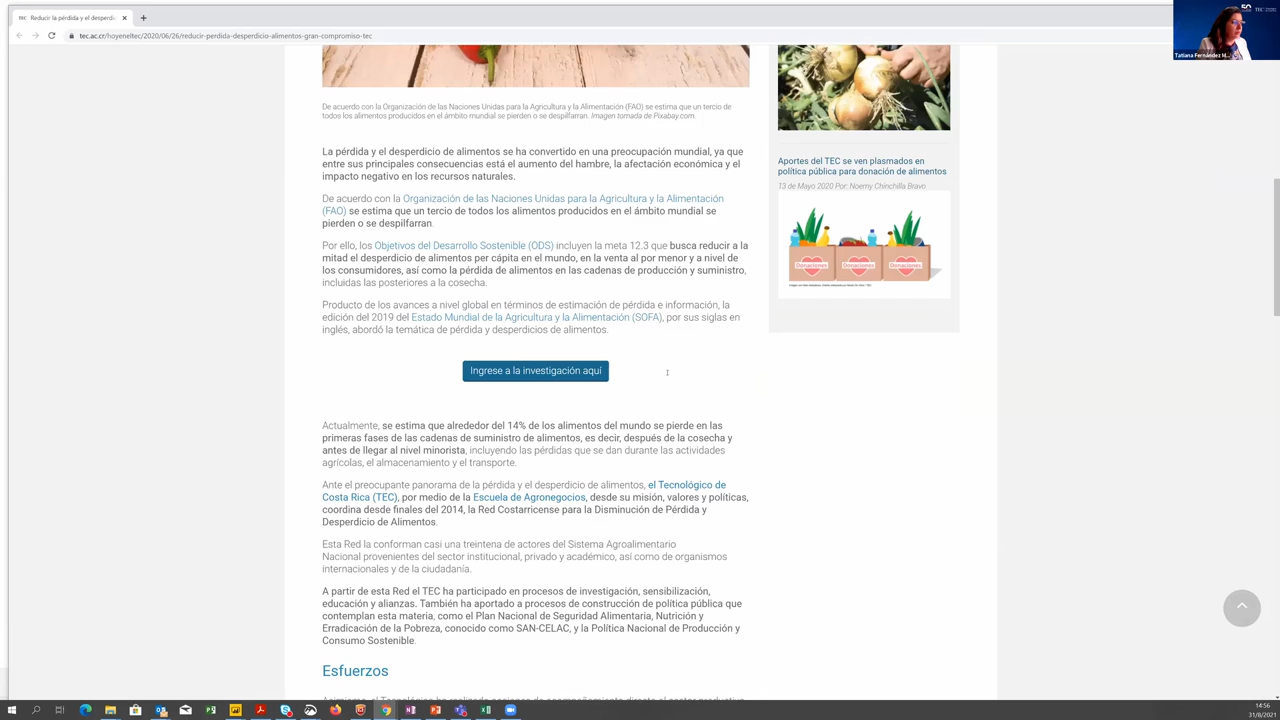 Reducir la pérdida y el desperdi
tec.ac.cr/hoyeneltec/2020/06/26/reducir-perdida-desperdicio-alimentos-gran-compromiso-tec
TEC
Tatiana Fernández M...
De acuerdo con la Organización de las Naciones Unidas para la Agricultura y la Alimentación (FAO) se estima que un tercio de
todos los alimentos producidos en el ámbito mundial se pierden o se despilfarran. Imagen tomada de Pixabay.com.
La pérdida y el desperdicio de alimentos se ha convertido en una preocupación mundial, ya que
entre sus principales consecuencias está el aumento del hambre, la afectación económica y el
impacto negativo en los recursos naturales.
De acuerdo con la Organización de las Naciones Unidas para la Agricultura y la Alimentación
(FAO) se estima que un tercio de todos los alimentos producidos en el ámbito mundial se
pierden o se despilfarran.
Por ello, los Objetivos del Desarrollo Sostenible (ODS) incluyen la meta 12.3 que busca reducir a la
mitad el desperdicio de alimentos per cápita en el mundo, en la venta al por menor y a nivel de
los consumidores, así como la pérdida de alimentos en las cadenas de producción y suministro,
incluidas las posteriores a la cosecha.
Producto de los avances a nivel global en términos de estimación de pérdida e información, la
edición del 2019 del Estado Mundial de la Agricultura y la Alimentación (SOFA), por sus siglas en
inglés, abordó la temática de pérdida y desperdicios de alimentos.
Ingrese a la investigación aquí
Actualmente, se estima que alrededor del 14% de los alimentos del mundo se pierde en las
primeras fases de las cadenas de suministro de alimentos, es decir, después de la cosecha y
antes de llegar al nivel minorista, incluyendo las pérdidas que se dan durante las actividades
agrícolas, el almacenamiento y el transporte.
Ante el preocupante panorama de la pérdida y el desperdicio de alimentos, el Tecnológico de
Costa Rica (TEC), por medio de la Escuela de Agronegocios, desde su misión, valores y políticas,
coordina desde finales del 2014, la Red Costarricense para la Disminución de Pérdida y
Desperdicio de Alimentos.
Esta Red la conforman casi una treintena de actores del Sistema Agroalimentario
Nacional provenientes del sector institucional, privado y académico, así como de organismos
internacionales y de la ciudadanía.
A partir de esta Red el TEC ha participado en procesos de investigación, sensibilización,
educación y alianzas. También ha aportado a procesos de construcción de política pública que
contemplan esta materia, como el Plan Nacional de Seguridad Alimentaria, Nutrición y
Erradicación de la Pobreza, conocido como SAN-CELAC, y la Política Nacional de Producción y
Consumo Sostenible.
Esfuerzos
Aportes del TEC se ven plasmados en
política pública para donación de alimentos
13 de Mayo 2020 Por: Noemy Chinchilla Bravo
Donaciones
Donaciones
Donaciones
14:56
31/8/2021